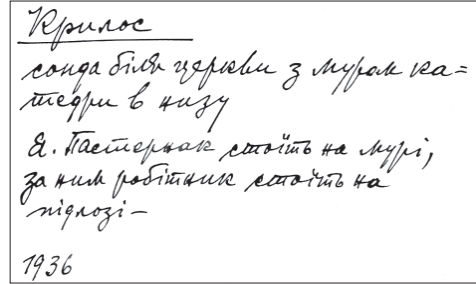 Крилос
сонда біля церкви з муром ка=
тедри в низу
Я. Пастернак стоїть на мурі,
за ним робітник стоїть на
підлозі –
1936